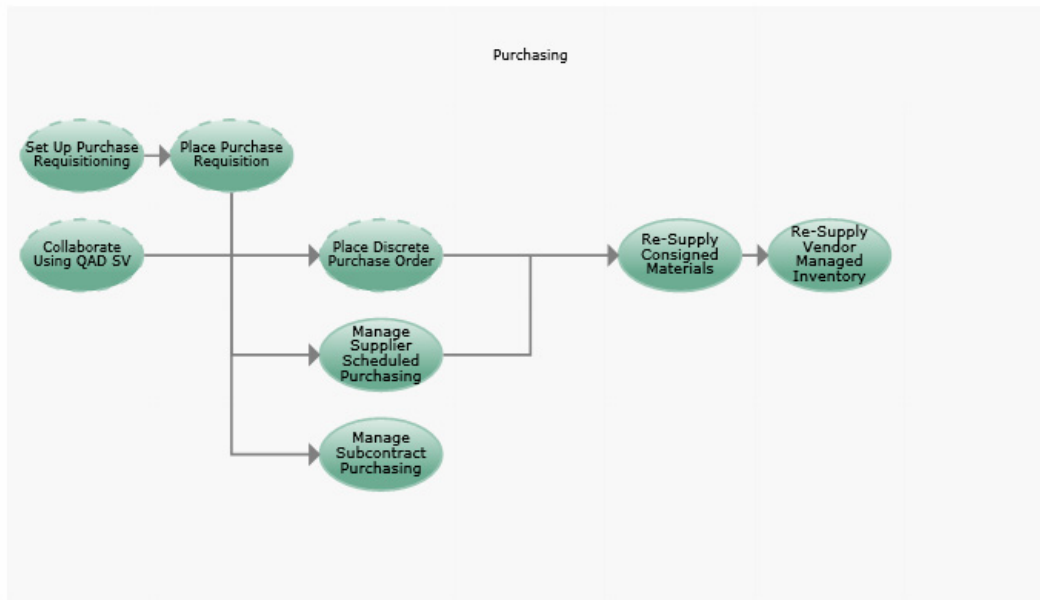 Purchasing
Set Up Purchase
Requisitioning
Place Purchase
Requisition
Collaborate
Using QAD SV
Place Discrete
Purchase Order
Re-Supply
Consigned
Materials
Re-Supply
Vendor
Managed
Inventory
Manage
Supplier
Scheduled
Purchasing
Manage
Subcontract
Purchasing